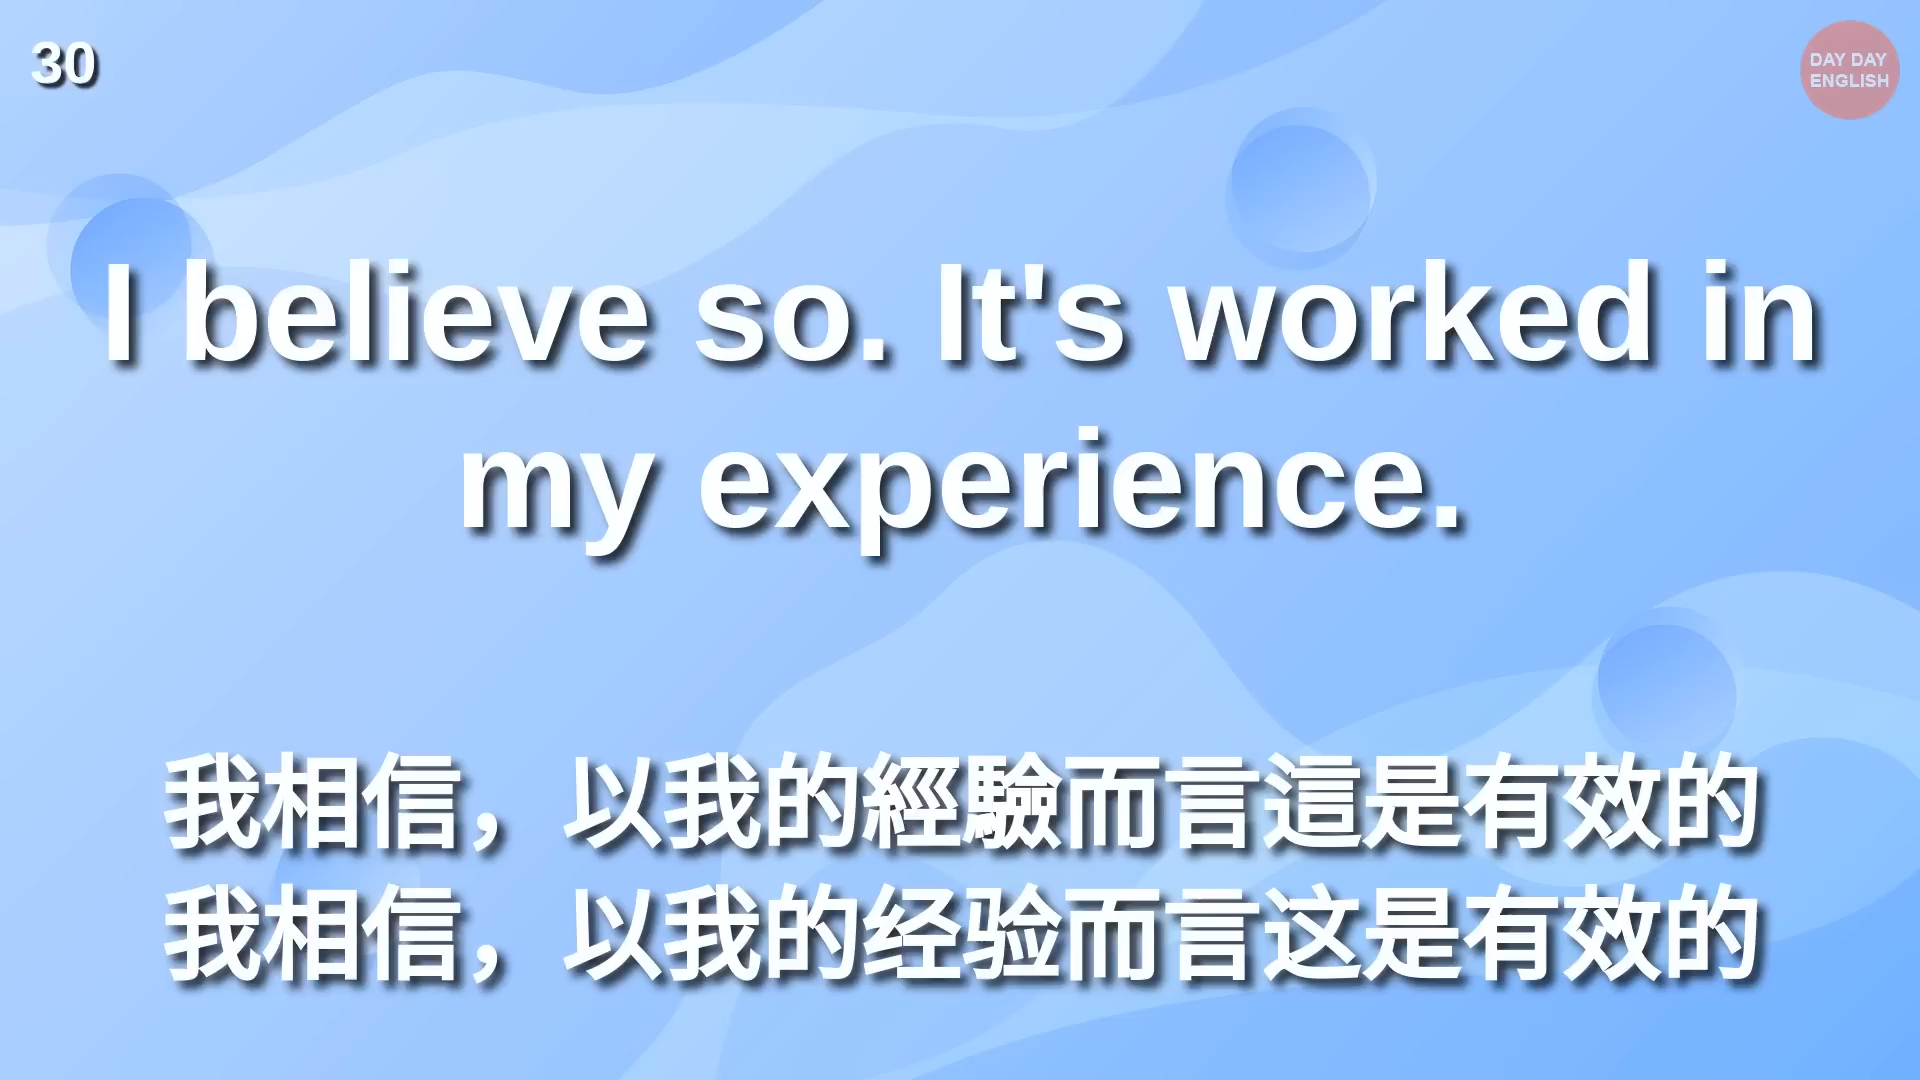 30
DAY DAY
ENGLISH
I believe so. It's worked in
my experience.
我相信，以我的經驗而言這是有效的
我相信，以我的经验而言这是有效的